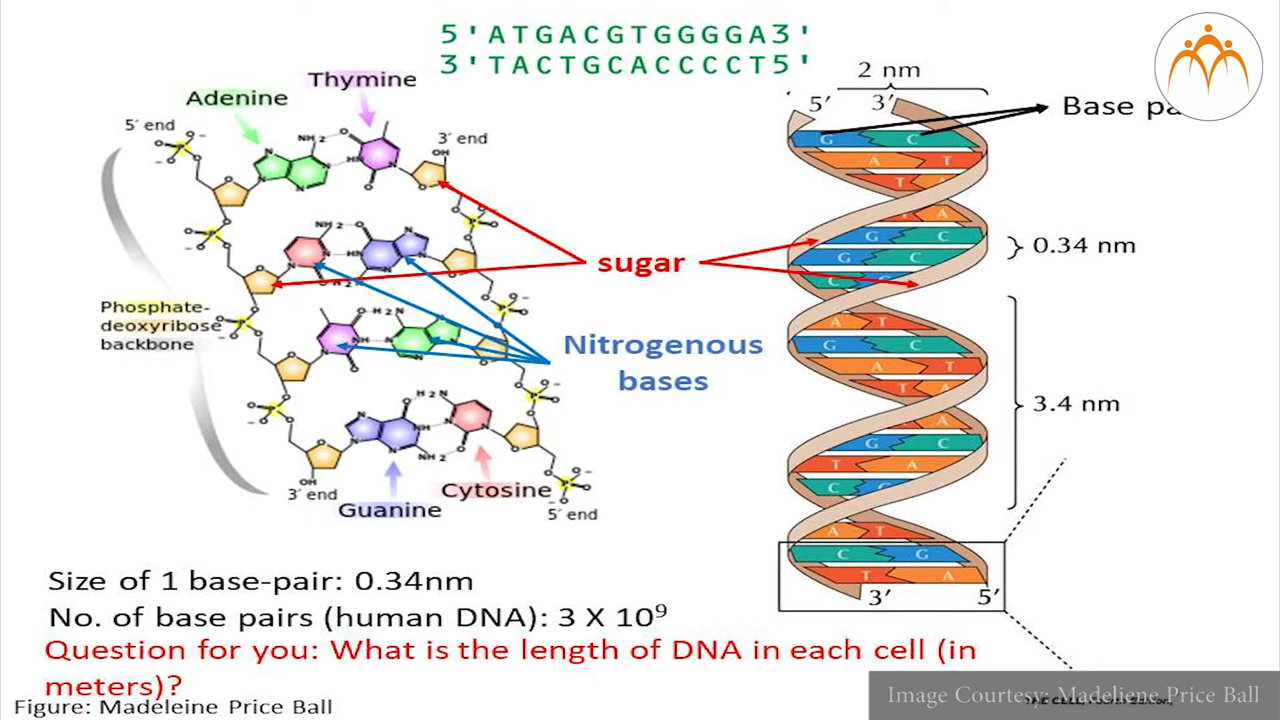 5'ATGACGTGGGGA3'
3'TACTGCACCCCT5'
Thymine
Adenine
5′ end
3′ end
Phosphate-
deoxyribose
backbone
3′ end
Guanine
Cytosine
5′ end
sugar
Nitrogenous
bases
2 nm
5′ 3′
Base pa
G C
A T
T A
T A
G C
G C
C G
0.34 nm
A T
G C
A T
T A
3.4 nm
A
G C
T A
C G
A T
C G
T A
3′ 5′
Size of 1 base-pair: 0.34nm
No. of base pairs (human DNA): 3 X 10⁹
Question for you: What is the length of DNA in each cell (in
meters)?
Figure: Madeleine Price Ball
Image Courtesy: Madeliene Price Ball